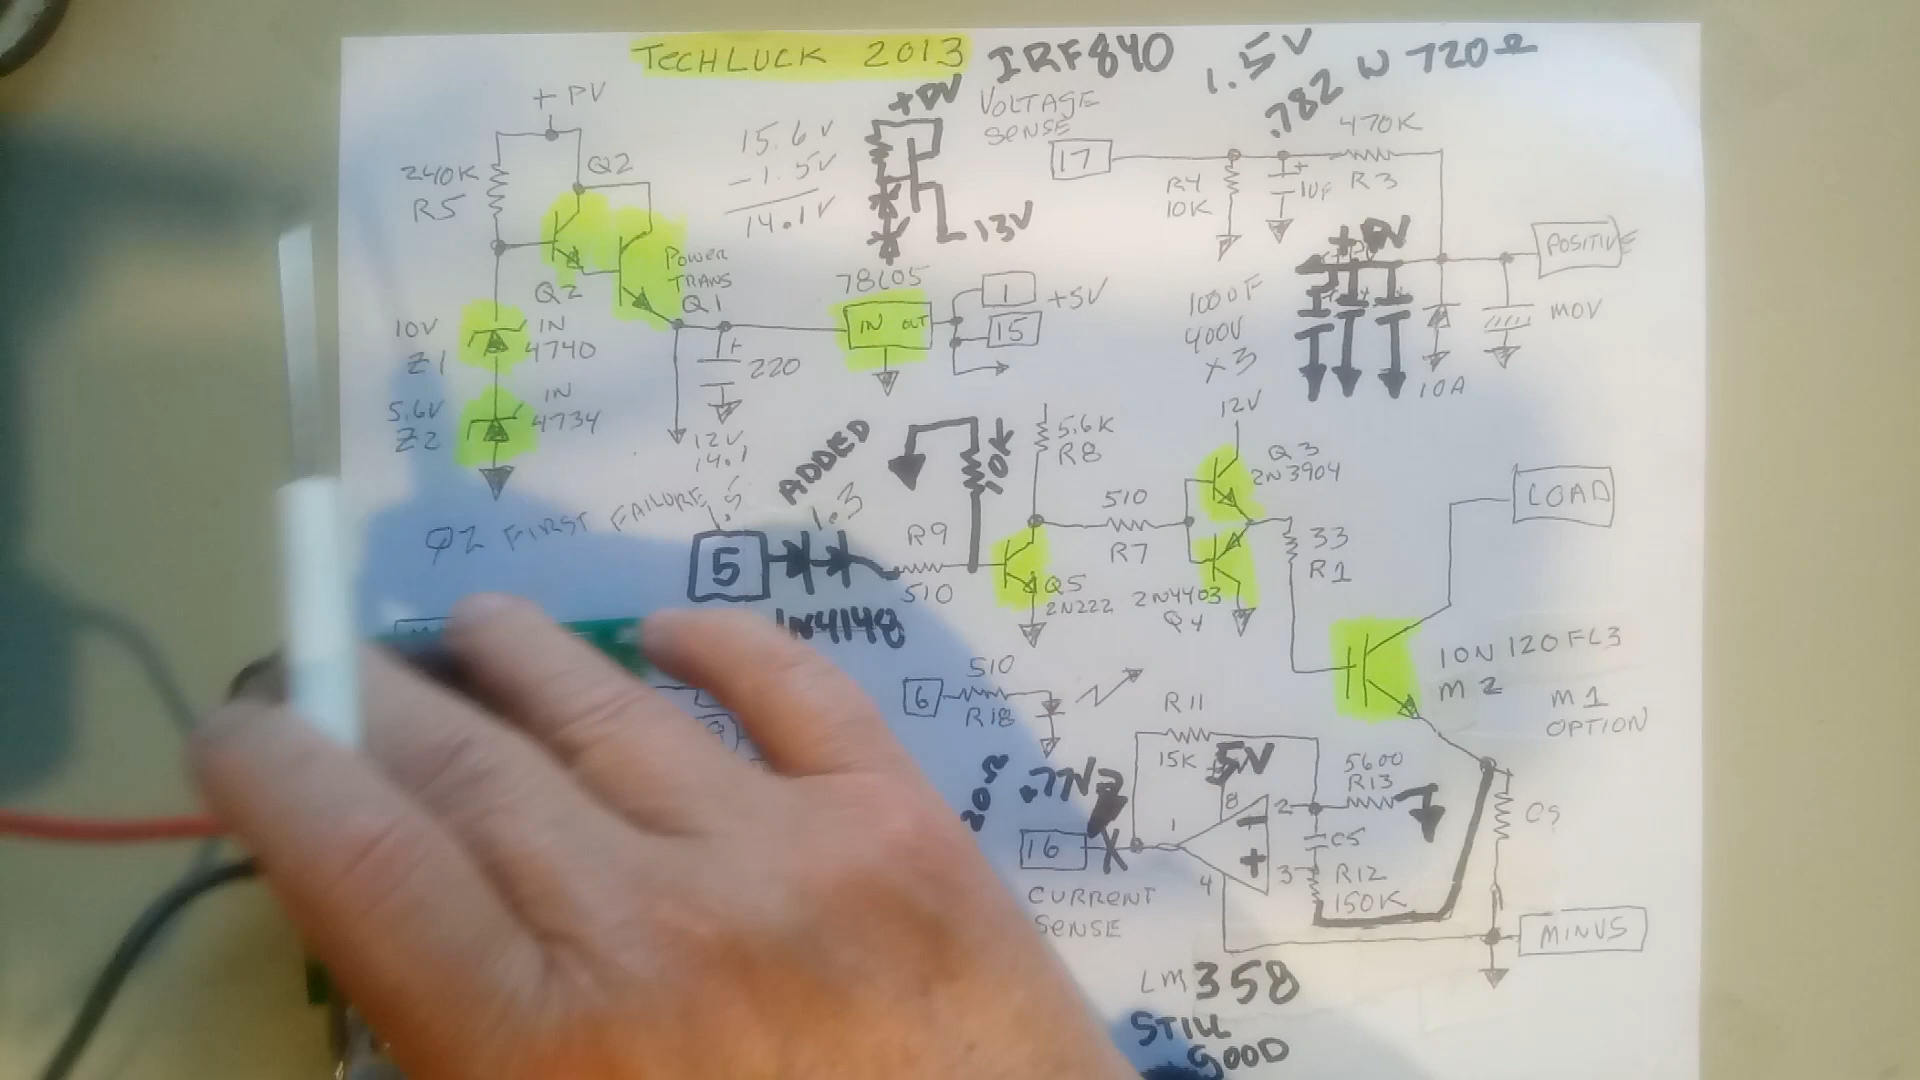 TECHLUCK 2013 IRF840
1.5V
.782 W 720Ω
+ PV
+PV
VOLTAGE
SENSE
17
470K
R3
R4
10K
+
1UF
15.6V
-1.5V
14.1V
13V
240K
R5
Q2
Q2
POWER
TRANS
Q1
10V
Z1
IN
4740
5.6V
Z2
IN
4734
+
220
12V
14.1
78L05
IN OUT
1
15
+5V
+PV
POSITIVE
100UF
400V
X3
10A
MOV
12V
Q2 FIRST FAILURE
.5
ADDED
1.3
5
1N4148
R9
510
10K
5.6K
R8
Q5
2N222
510
R7
Q3
2N3904
2N4403
Q4
33
R1
LOAD
10N120FL3
M2
M1
OPTION
6
510
R18
R11
15K
5V
8
1
2
3
4
-
+
5600
R13
C5
R12
150K
16
CURRENT
SENSE
MINUS
LM358
STILL
GOOD